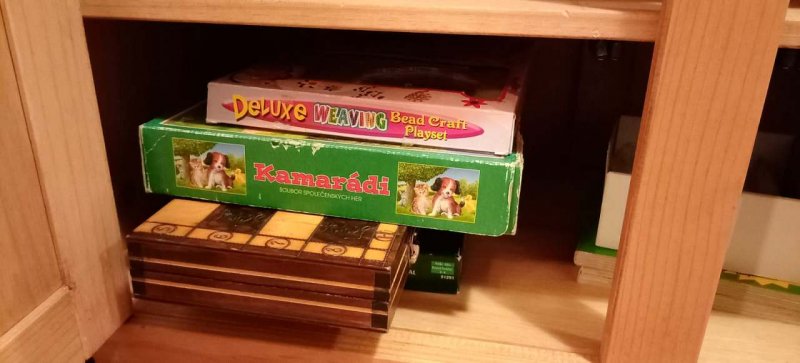 DeLuxe WEAVING Bead Craft
Playset
Kamarádi
SOUBOR SPOLEČENSKÝCH HER